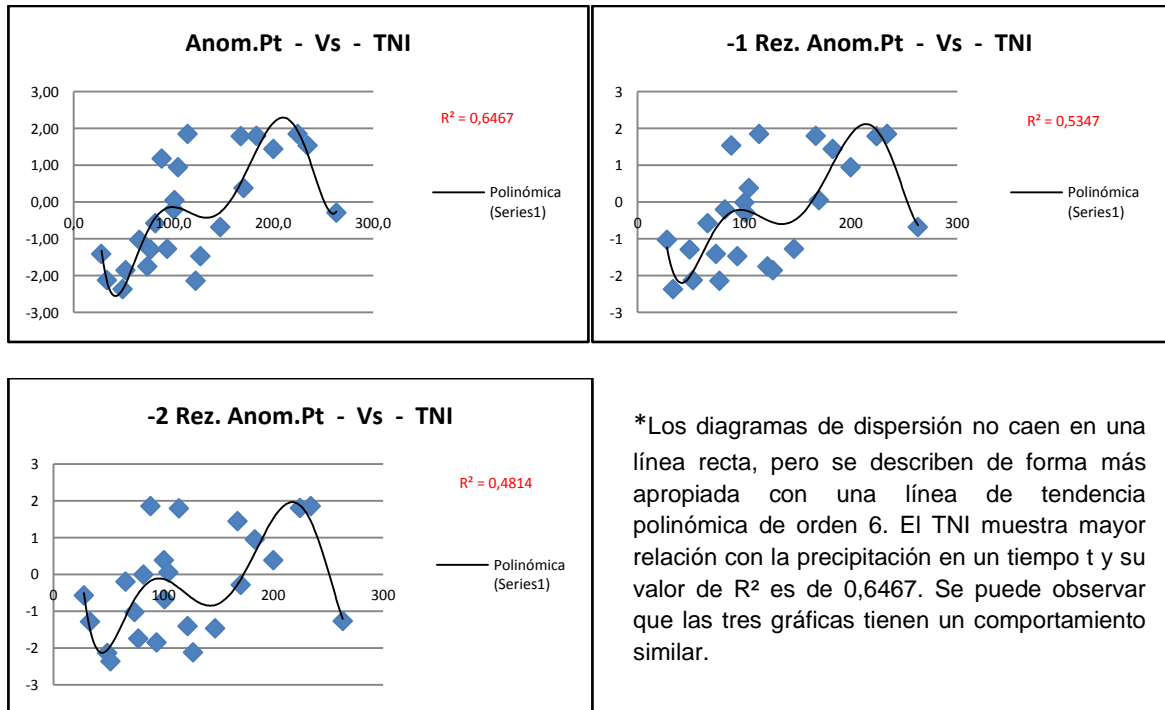 Anom.Pt - Vs - TNI
3,00
2,00
1,00
0,00
-1,00
-2,00
-3,00
0,0
100,0
200,0
300,0
R² = 0,6467
Polinómica
(Series1)
-1 Rez. Anom.Pt - Vs - TNI
3
2
1
0
-1
-2
-3
0
100
200
300
R² = 0,5347
Polinómica
(Series1)
-2 Rez. Anom.Pt - Vs - TNI
3
2
1
0
-1
-2
-3
0
100
200
300
R² = 0,4814
Polinómica
(Series1)
*Los diagramas de dispersión no caen en una
línea recta, pero se describen de forma más
apropiada con una línea de tendencia
polinómica de orden 6. El TNI muestra mayor
relación con la precipitación en un tiempo t y su
valor de R² es de 0,6467. Se puede observar
que las tres gráficas tienen un comportamiento
similar.